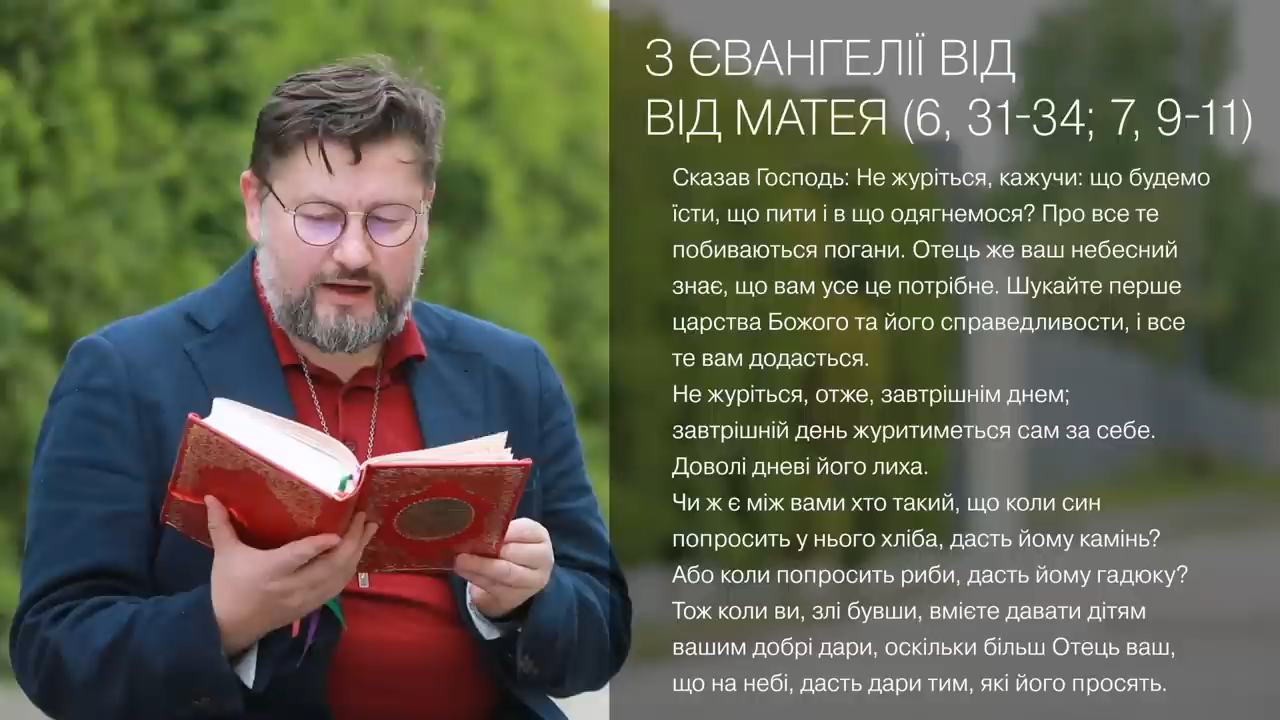 З ЄВАНГЕЛІЇ ВІД
ВІД МАТЕЯ (6, 31-34; 7, 9-11)
Сказав Господь: Не журіться, кажучи: що будемо
їсти, що пити і в що одягнемося? Про все те
побиваються погани. Отець же ваш небесний
знає, що вам усе це потрібне. Шукайте перше
царства Божого та його справедливости, і все
те вам додасться.
Не журіться, отже, завтрішнім днем;
завтрішній день журитиметься сам за себе.
Доволі дневі його лиха.
Чи ж є між вами хто такий, що коли син
попросить у нього хліба, дасть йому камінь?
Або коли попросить риби, дасть йому гадюку?
Тож коли ви, злі бувши, вмієте давати дітям
вашим добрі дари, оскільки більш Отець ваш,
що на небі, дасть дари тим, які його просять.